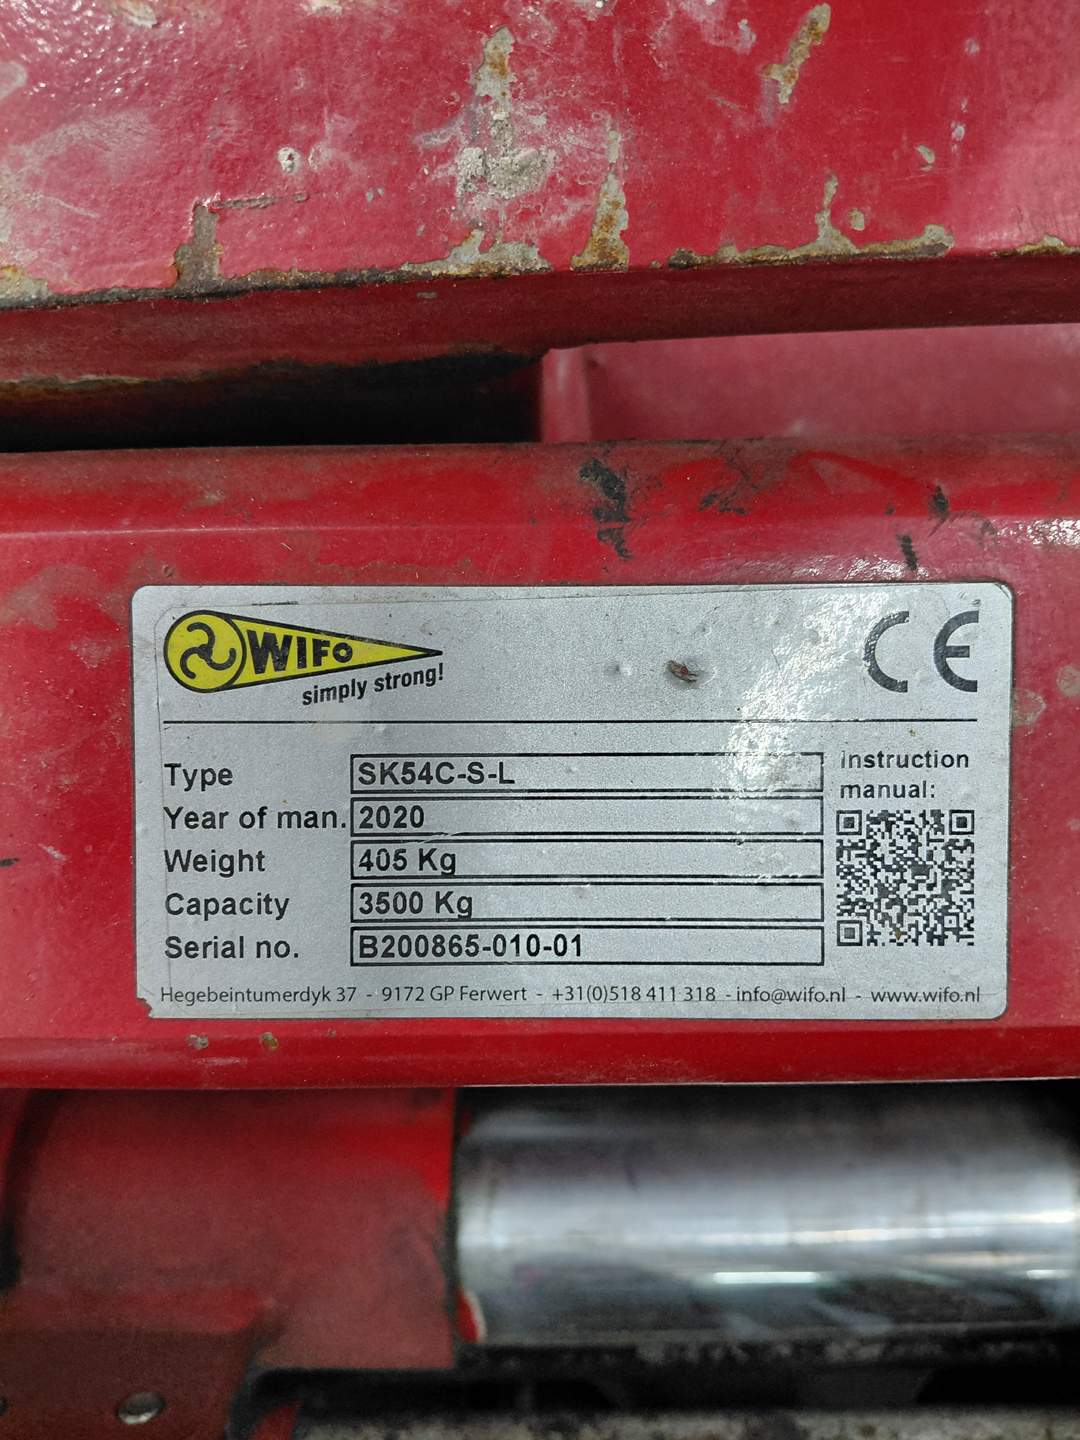 WIFO
simply strong!
CE
Type SK54C-S-L
Year of man. 2020
Weight 405 Kg
Capacity 3500 Kg
Serial no. B200865-010-01
Instruction
manual:
Hegebeintumerdyk 37 - 9172 GP Ferwert - +31(0)518 411 318 - info@wifo.nl - www.wifo.nl